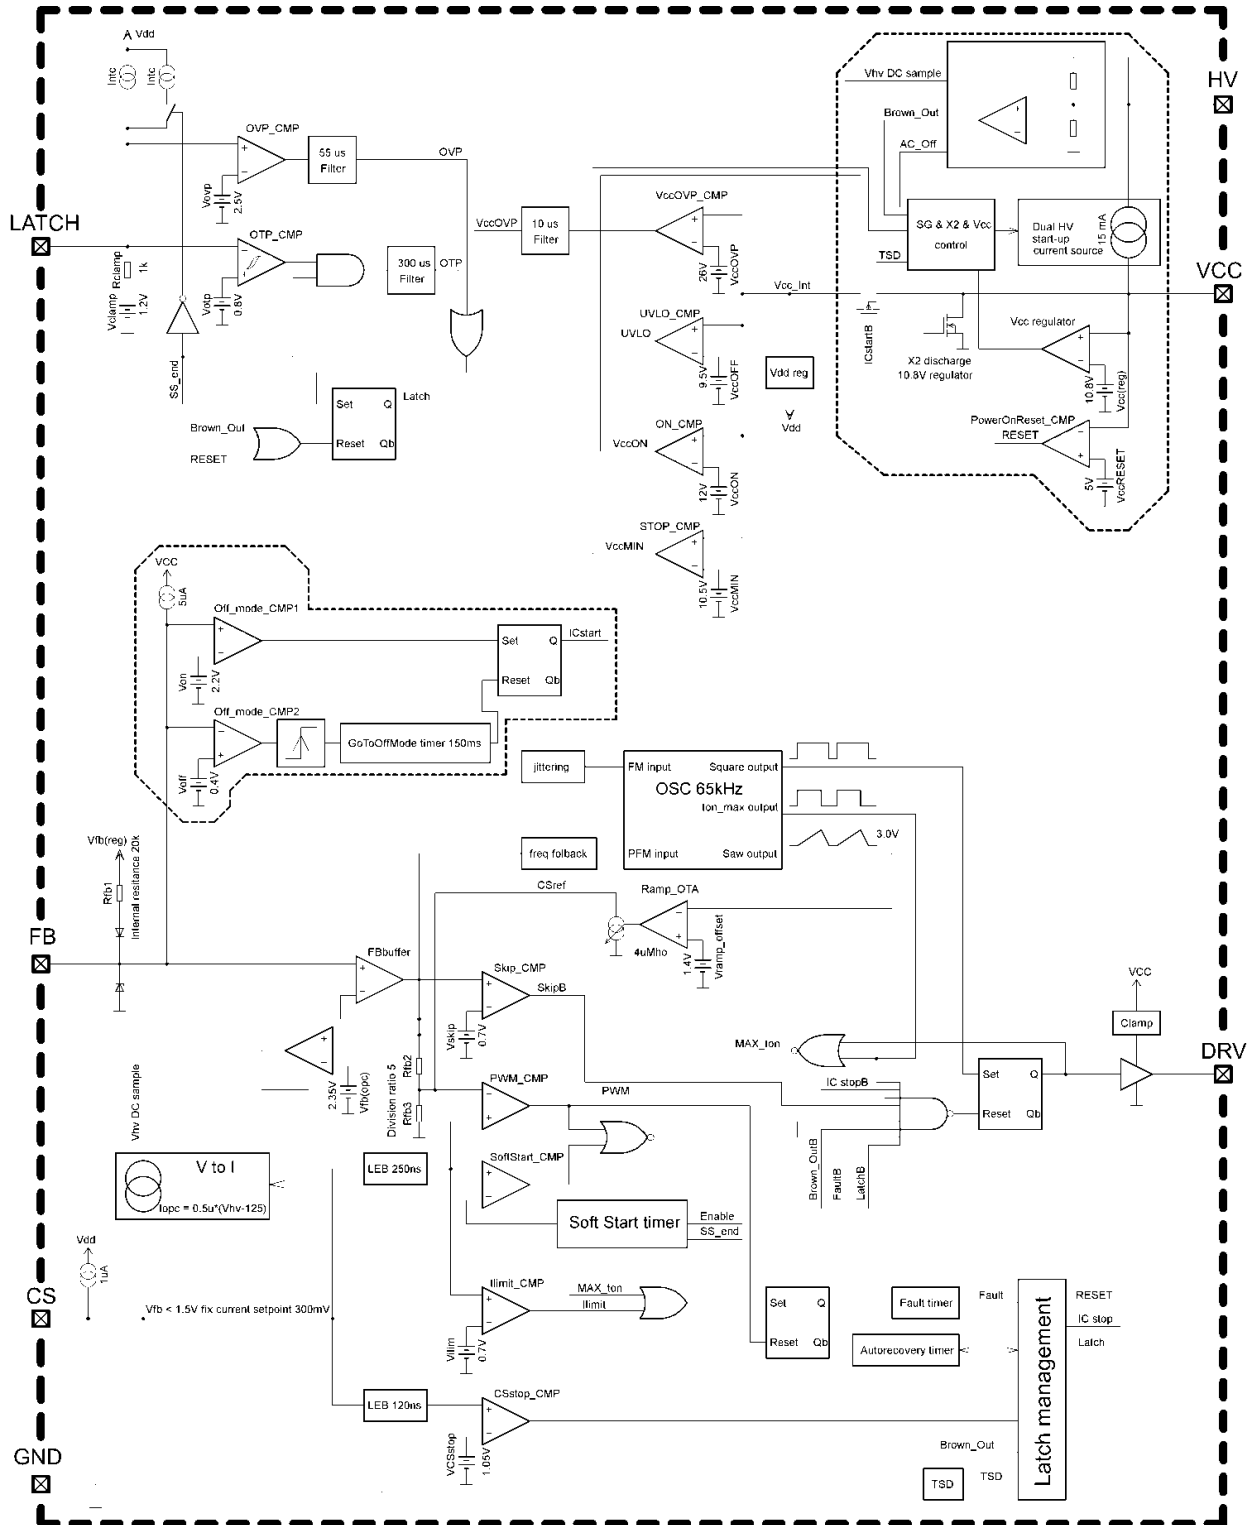 A Vdd
Intc
Intc
HV
Vhv DC sample
Brown_Out
AC_Off
OVP_CMP
55 us
Filter
OVP
Vovp
2.5V
VccOVP_CMP
VccOVP
10 us
Filter
26V
VccOVP
SG & X2 & Vcc
control
Dual HV
start-up
current source
15 mA
TSD
LATCH
OTP_CMP
300 us
Filter
OTP
Rclamp
1k
Vclamp
1.2V
Votp
0.8V
VCC
Vcc_Int
UVLO_CMP
UVLO
9.5V
VccOFF
Vdd reg
Vdd
ICstartB
X2 discharge
10.8V regulator
Vcc regulator
10.8V
Vcc(reg)
SS_end
Set
Q
Latch
Reset
Qb
Brown_Out
RESET
ON_CMP
VccON
12V
VccON
PowerOnReset_CMP
RESET
5V
VccRESET
STOP_CMP
VccMIN
10.5V
VccMIN
VCC
5uA
Off_mode_CMP1
Von
2.2V
Set
Q
ICstart
Reset
Qb
Off_mode_CMP2
Voff
0.4V
GoToOffMode timer 150ms
jittering
FM input
Square output
OSC 65kHz
Ion_max output
PFM input
Saw output
3.0V
freq folback
Vfb(reg)
Rfb1
Internal resitance 20k
CSref
Ramp_OTA
4uMho
1.4V
Vramp_offset
FB
FBbuffer
Skip_CMP
SkipB
Vskip
0.7V
2.35V
Vfb(opc)
Rfb2
Division ratio 5
Rfb3
PWM_CMP
PWM
MAX_ton
IC stopB
Brown_OutB
FaultB
LatchB
Set
Q
Reset
Qb
VCC
Clamp
DRV
Vhv DC sample
V to I
Iopc = 0.5u*(Vhv-125)
LEB 250ns
SoftStart_CMP
Soft Start timer
Enable
SS_end
Vdd
1uA
CS
Vfb < 1.5V fix current setpoint 300mV
Ilimit_CMP
MAX_ton
Ilimit
Vilim
0.7V
Set
Q
Reset
Qb
Fault timer
Fault
Autorecovery timer
Latch management
RESET
IC stop
Latch
LEB 120ns
CSstop_CMP
VCSstop
1.05V
Brown_Out
TSD
TSD
GND